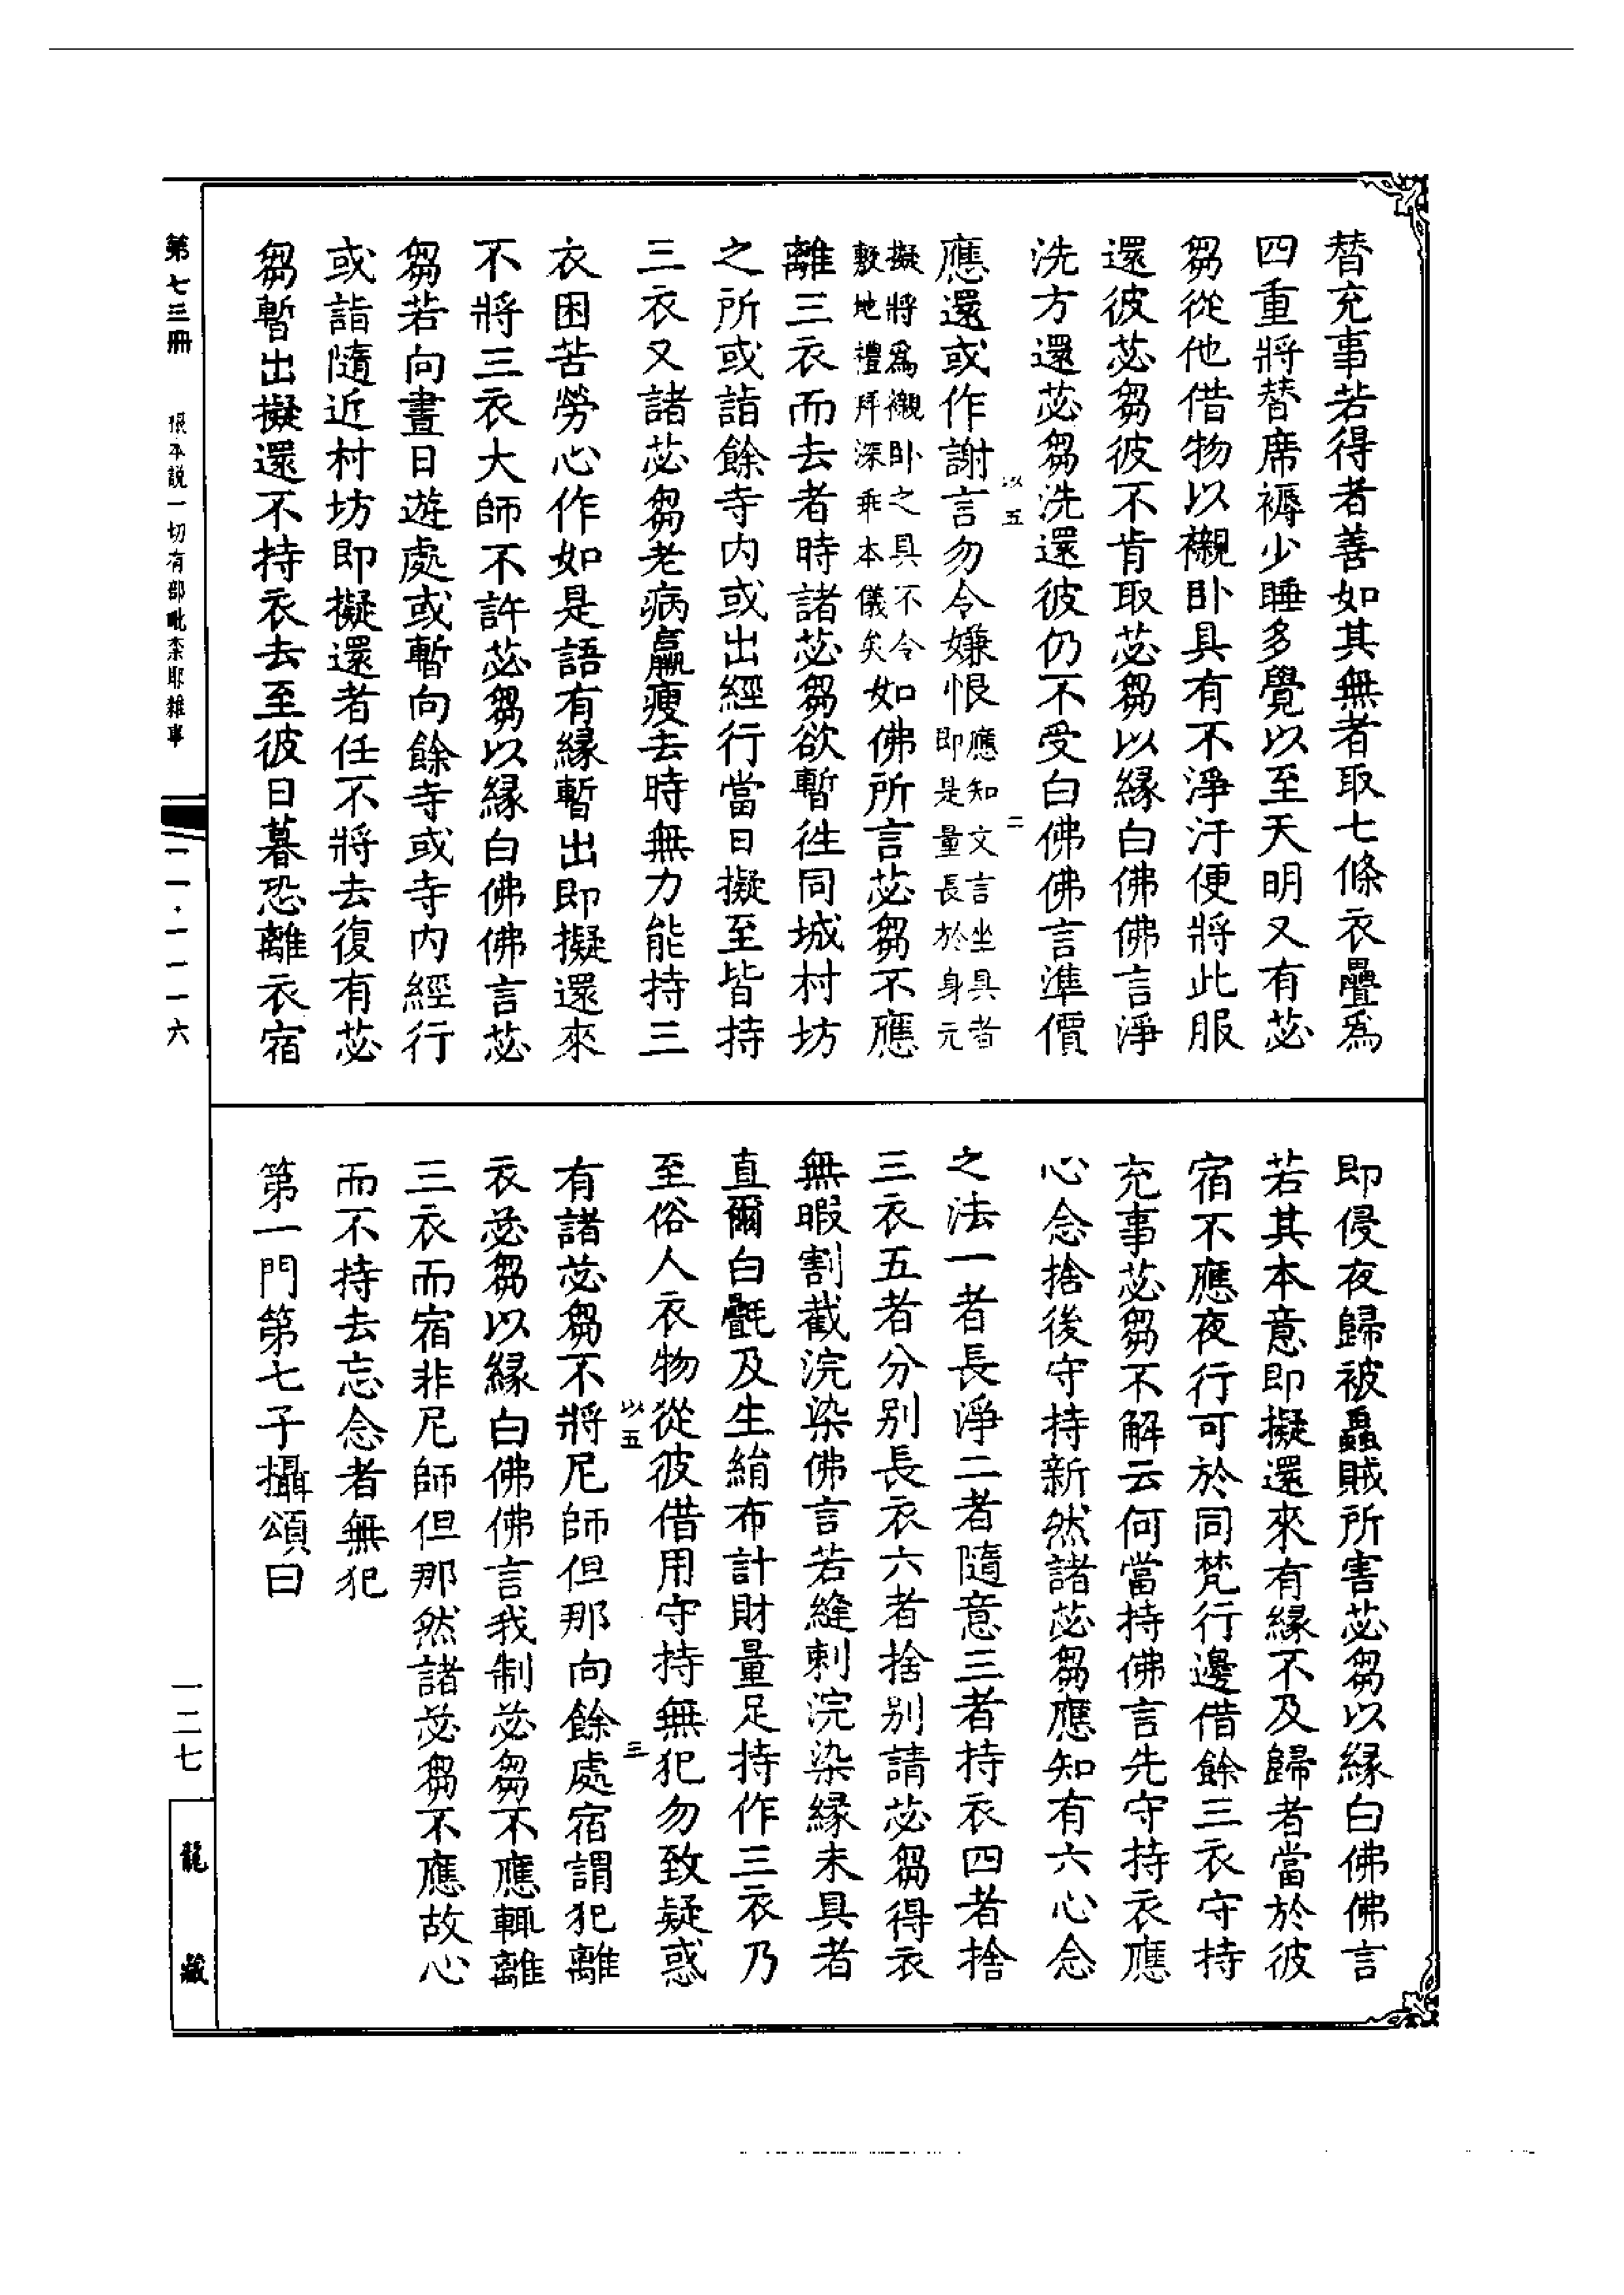 替充事若得者善如其無者取七條衣疊爲
四重將替席褥少睡多覺以至天明又有苾
芻從他借物以襯卧具有不淨汙便將此服
還彼苾芻彼不肯取苾芻以緣白佛佛言淨
洗方還苾芻洗還彼仍不受白佛佛言準價
以五 二
應還或作謝言勿令嫌恨應知文言坐具者即是量長於身元
擬將爲襯卧之具不令敷地禮拜深乖本儀矣如佛所言苾芻不應
離三衣而去者時諸苾芻欲暫徃同城村坊
之所或詣餘寺内或出經行當日擬至皆持
三衣又諸苾芻老病羸瘦去時無力能持三
衣困苦勞心作如是語有緣暫出即擬還來
不將三衣大師不許苾芻以緣白佛佛言苾
芻若向晝日遊處或暫向餘寺或寺内經行
或詣隨近村坊即擬還者任不將去復有苾
芻暫出擬還不持衣去至彼日暮恐離衣宿
即侵夜歸被蟲賊所害苾芻以緣白佛佛言
若其本意即擬還來有緣不及歸者當於彼
宿不應夜行可於同梵行邊借餘三衣守持
充事苾芻不解云何當持佛言先守持衣應
心念捨後守持新然諸苾芻應知有六心念
之法一者長淨二者隨意三者持衣四者捨
三衣五者分别長衣六者捨别請苾芻得衣
無暇割截浣染佛言若縫刺浣染緣未具者
直爾白㲲及生絹布計財量足持作三衣乃
至俗人衣物從彼借用守持無犯勿致疑惑
以五 三
有諸苾芻不將尼師但那向餘處宿謂犯離
衣苾芻以緣白佛佛言我制苾芻不應輒離
三衣而宿非尼師但那然諸苾芻不應故心
而不持去忘念者無犯
第一門第七子攝頌曰
第七三冊
根本説一切有部毗柰耶雜事
一一·一一一六
一二七
龍藏